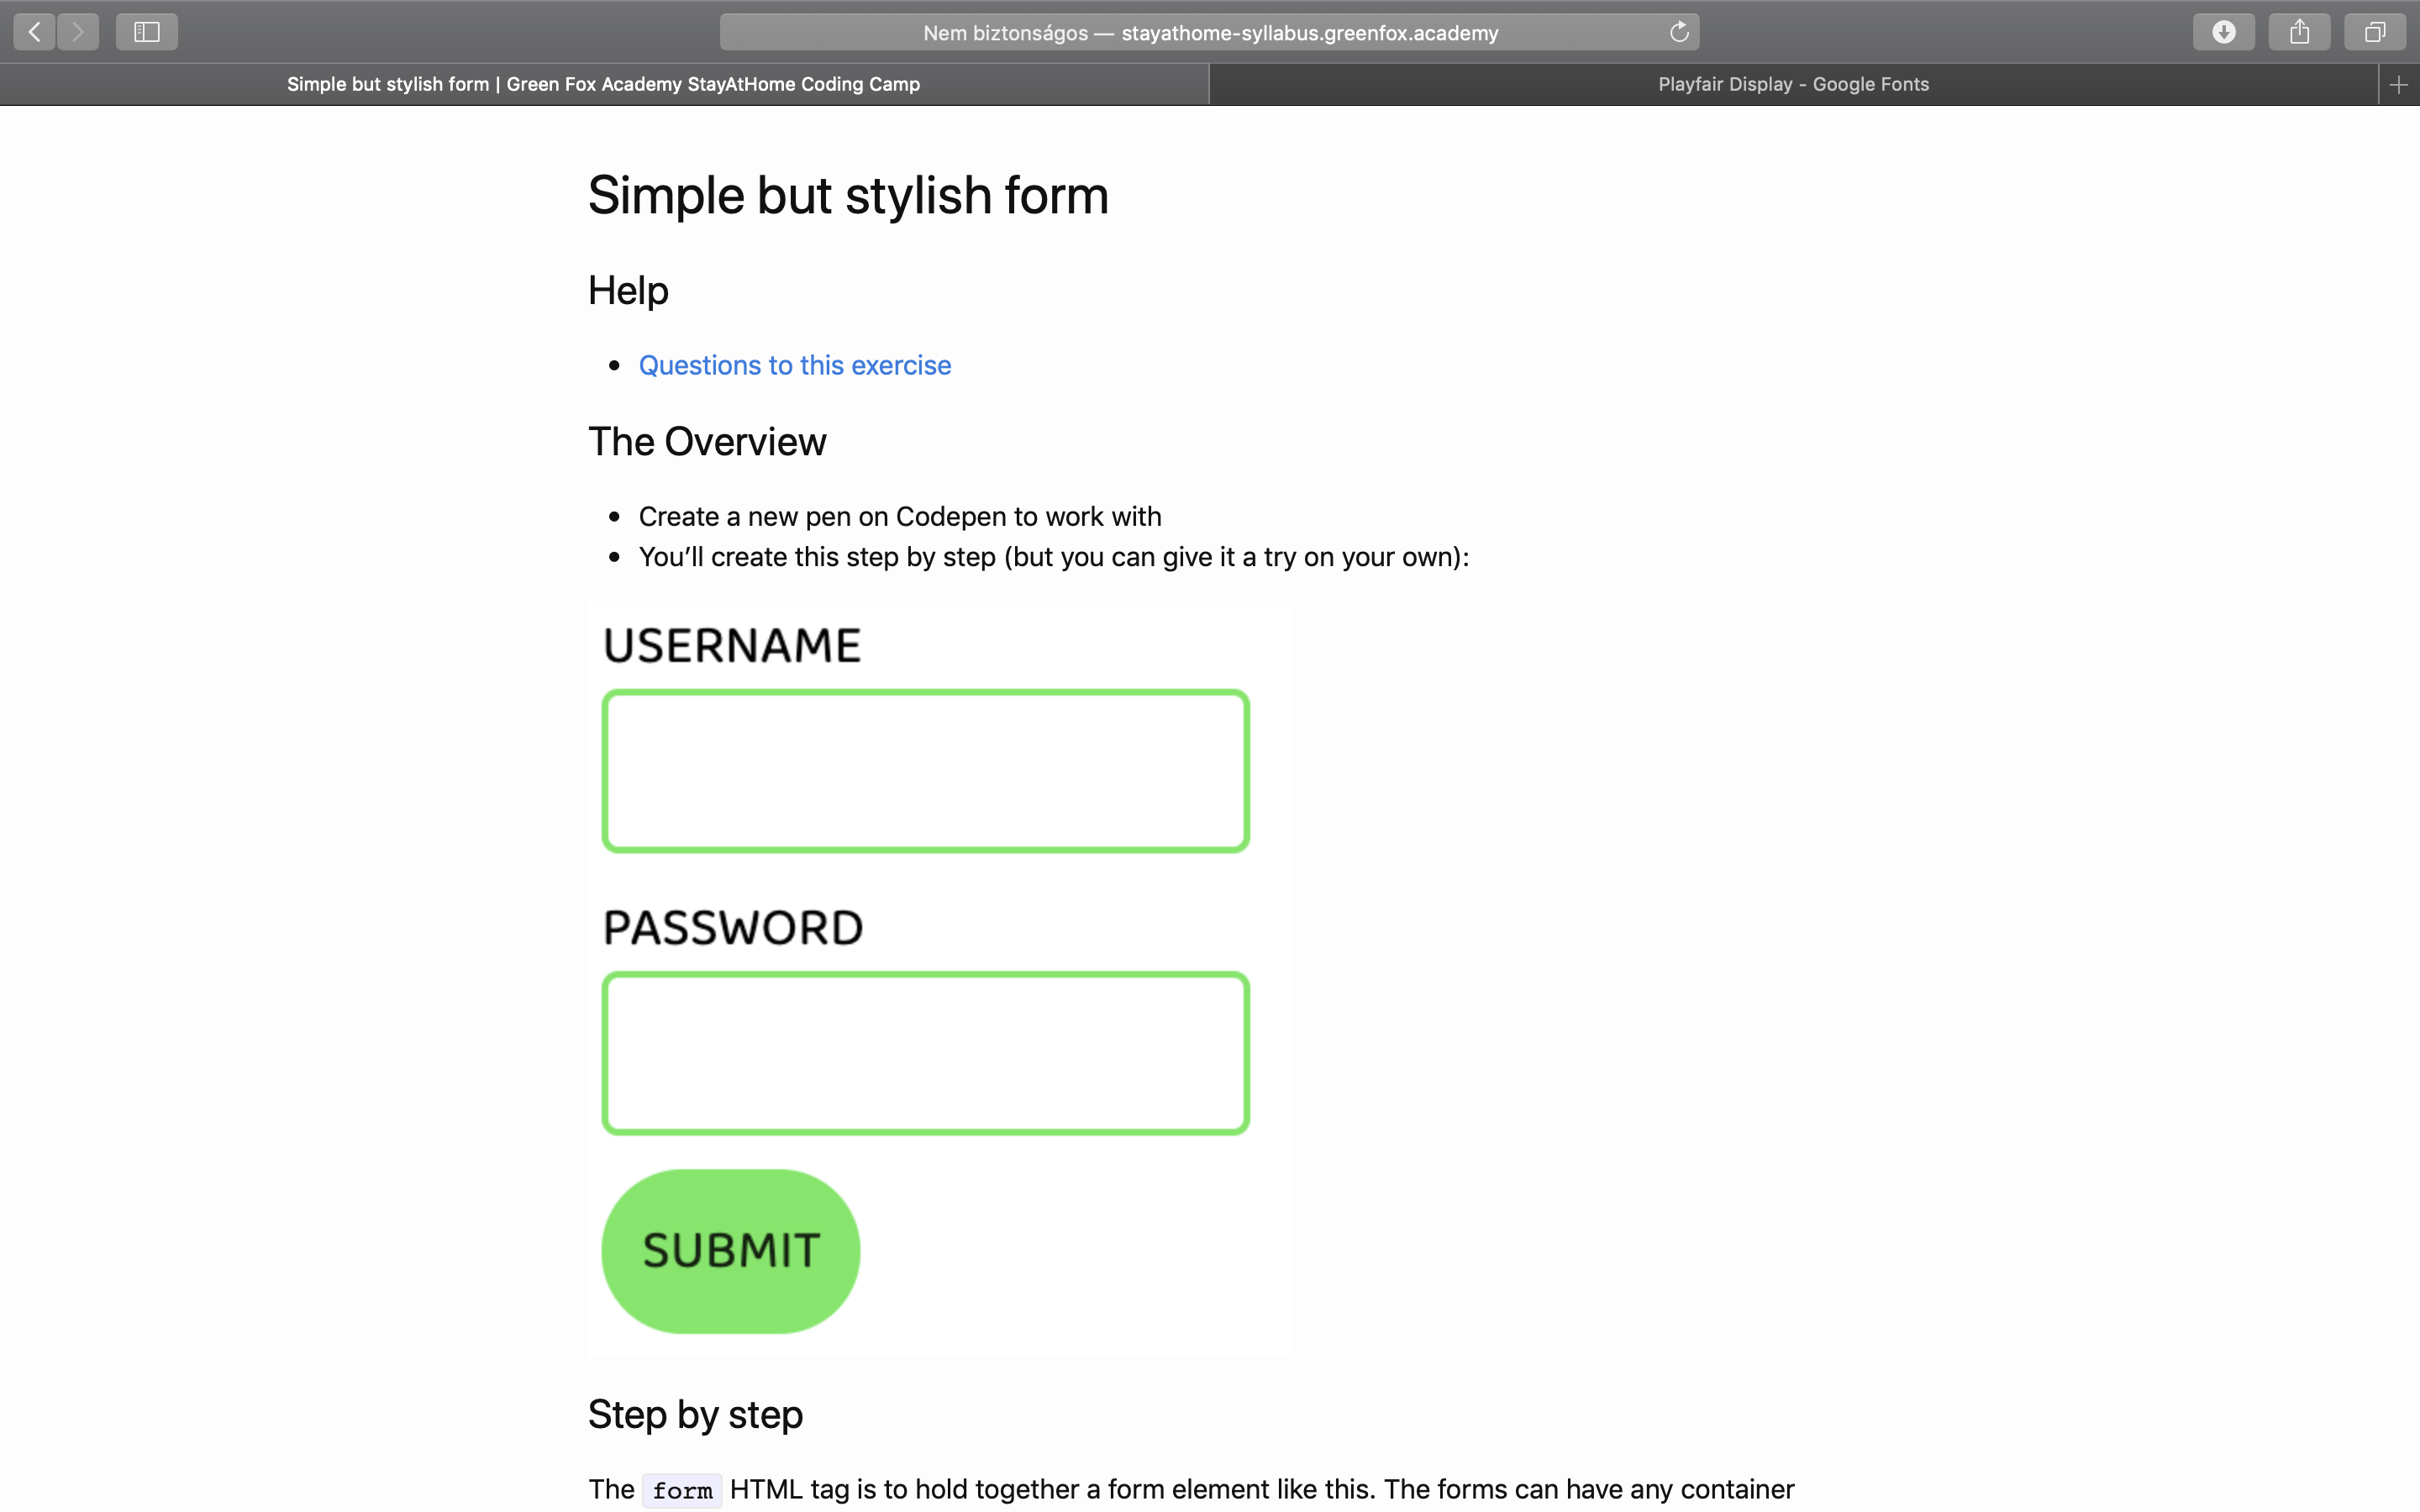 Nem biztonságos — stayathome-syllabus.greenfox.academy
Simple but stylish form | Green Fox Academy StayAtHome Coding Camp
Playfair Display - Google Fonts
Simple but stylish form
Help
Questions to this exercise
The Overview
Create a new pen on Codepen to work with
You’ll create this step by step (but you can give it a try on your own):
USERNAME
PASSWORD
SUBMIT
Step by step
The form HTML tag is to hold together a form element like this. The forms can have any container